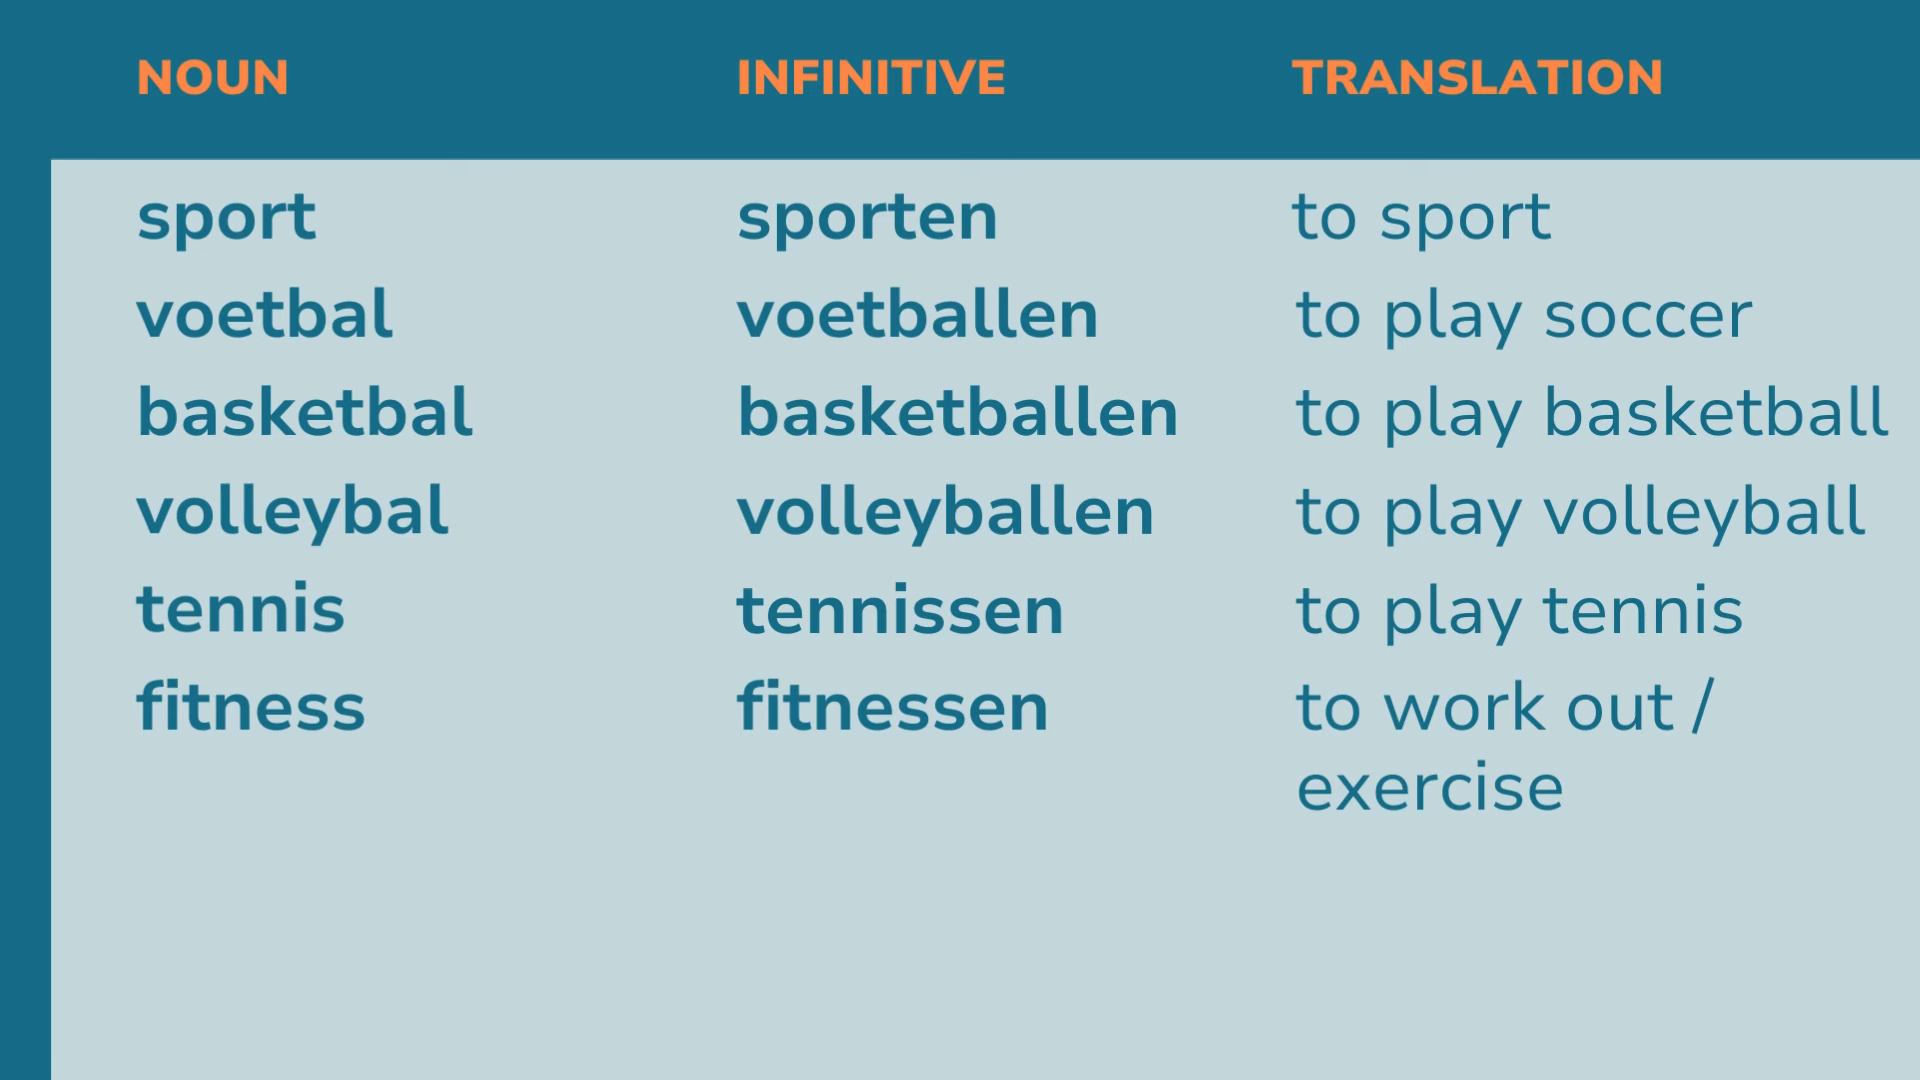 NOUN INFINITIVE TRANSLATION
sport sporten to sport
voetbal voetballen to play soccer
basketbal basketballen to play basketball
volleybal volleyballen to play volleyball
tennis tennissen to play tennis
fitness fitnessen to work out /
exercise